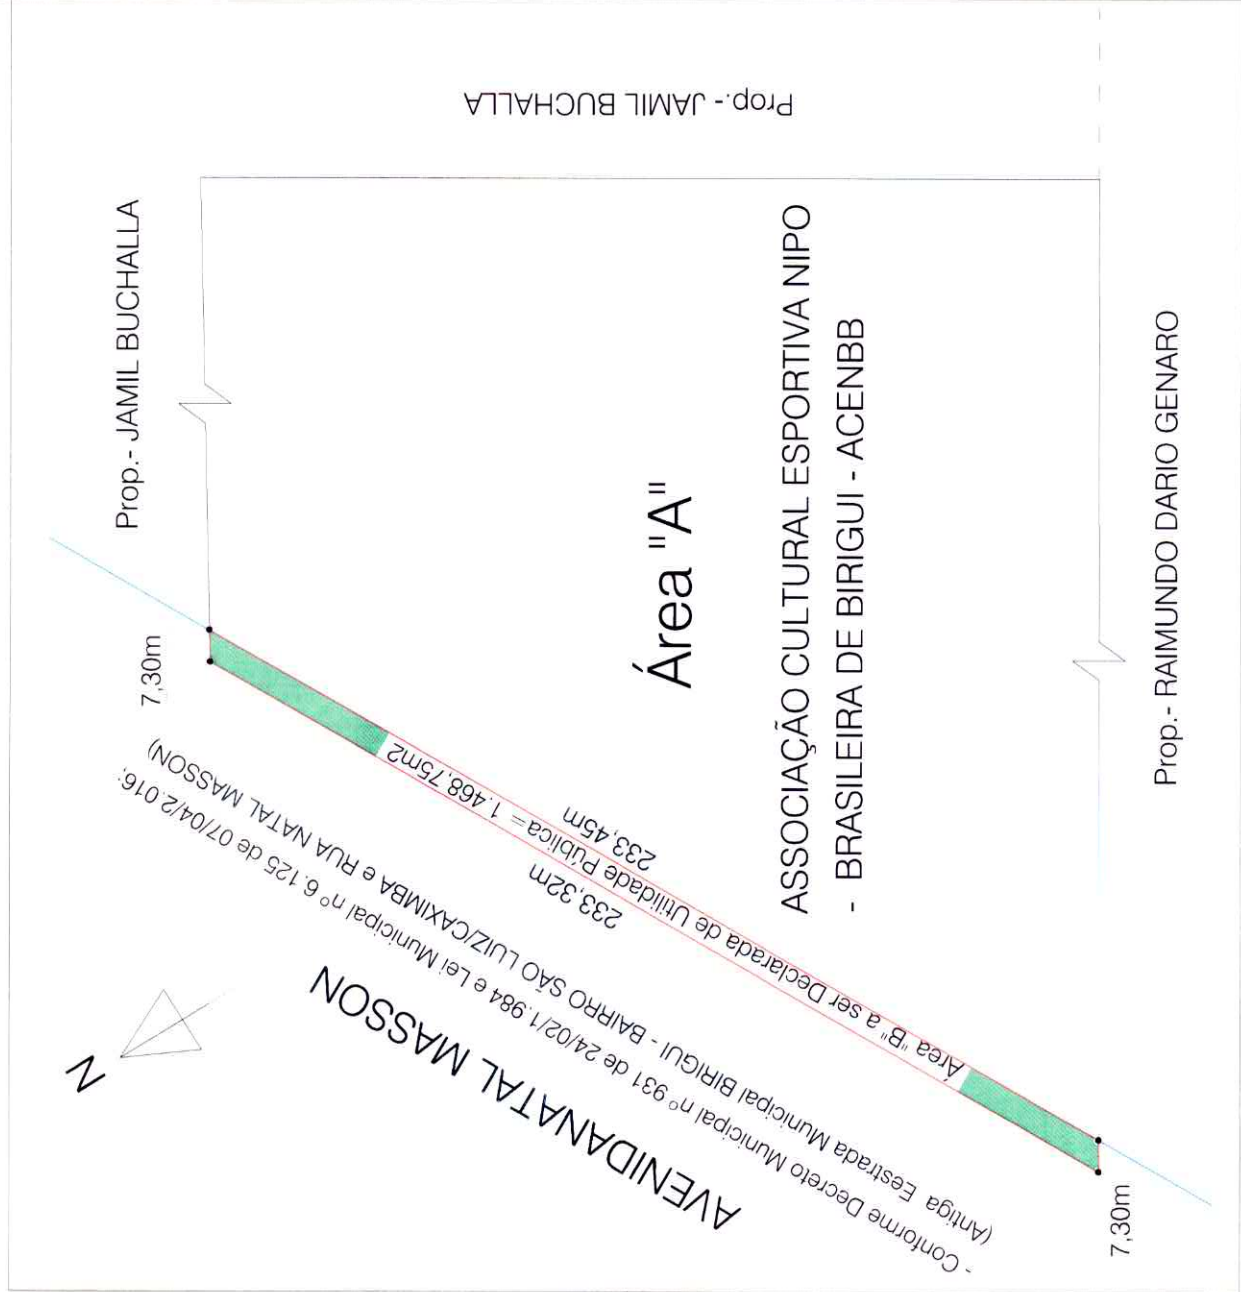 Prop.- JAMIL BUCHALLA
Prop.- JAMIL BUCHALLA
7,30m
Área "A"
ASSOCIAÇÃO CULTURAL ESPORTIVA NIPO
- BRASILEIRA DE BIRIGUI - ACENBB
Prop.- RAIMUNDO DARIO GENARO
233,45m
Área "B" a ser Declarada de Utilidade Pública = 1.468,75m2
233,32m
N
AVENIDANATAL MASSON
(Antiga Eestrada Municipal BIRIGUI - BAIRRO SÃO LUIZ/CAXIMBA e RUA NATAL MASSON)
- Conforme Decreto Municipal nº 931 de 24/02/1.984 e Lei Municipal nº 6.125 de 07/04/2.016;
7,30m